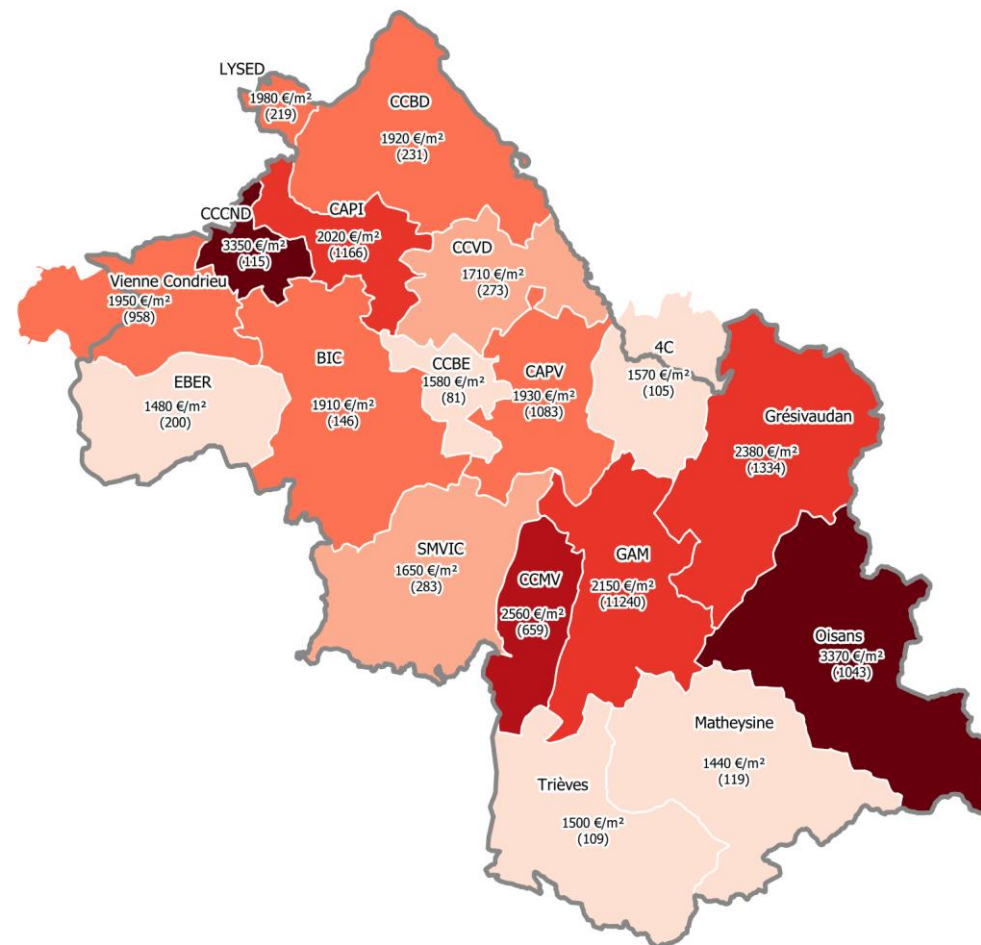 LYSED
1980 €/m²
(219)
CCBD
1920 €/m²
(231)
CCCND
3350 €/m²
(115)
CAPI
2020 €/m²
(1166)
CCVD
1710 €/m²
(273)
Vienne Condrieu
1950 €/m²
(958)
EBER
1480 €/m²
(200)
BIC
1910 €/m²
(146)
CCBE
1580 €/m²
(81)
CAPV
1930 €/m²
(1083)
4C
1570 €/m²
(105)
Grésivaudan
2380 €/m²
(1334)
SMVIC
1650 €/m²
(283)
CCMV
2560 €/m²
(659)
GAM
2150 €/m²
(11240)
Oisans
3370 €/m²
(1043)
Matheysine
1440 €/m²
(119)
Trièves
1500 €/m²
(109)